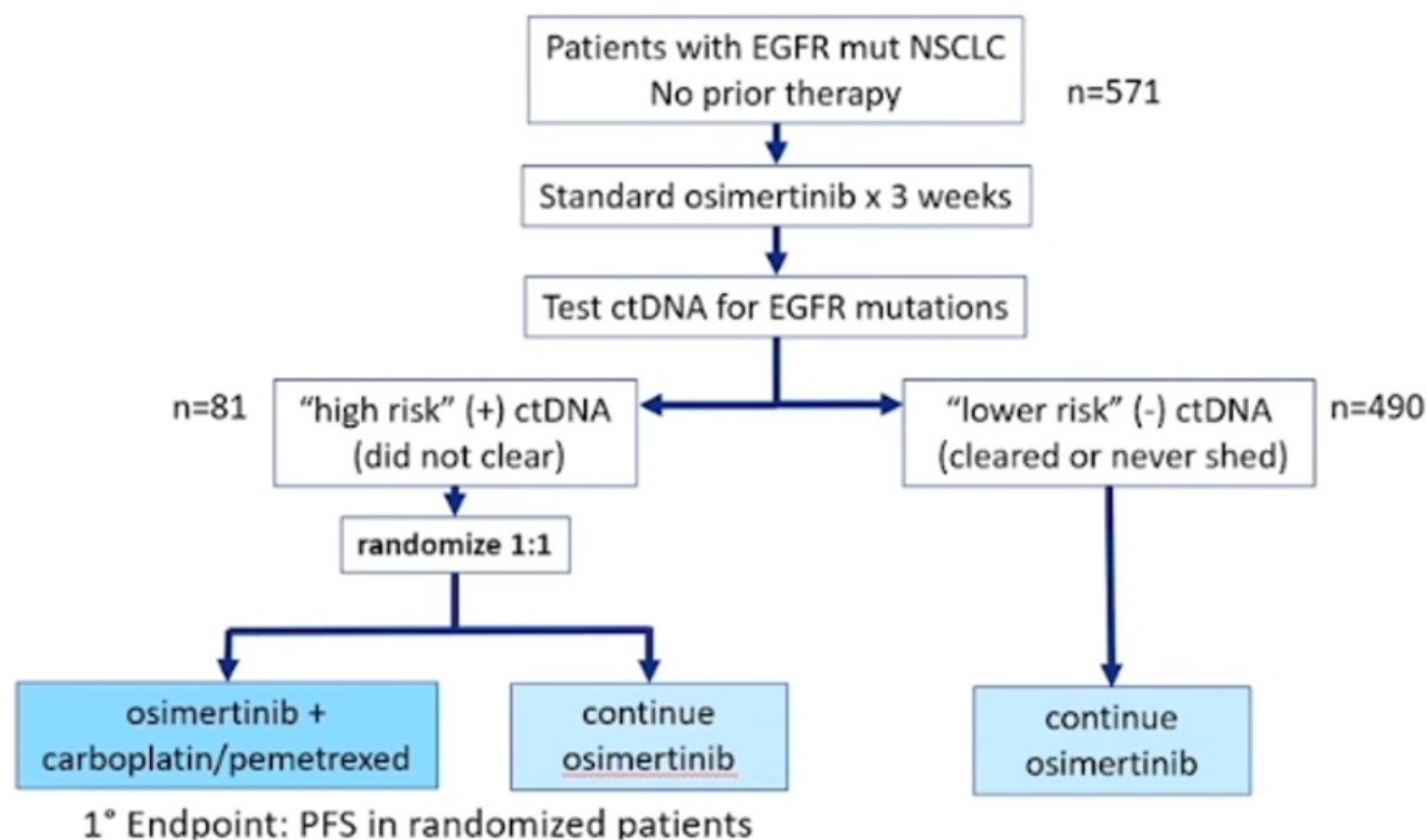 Patients with EGFR mut NSCLC
No prior therapy
n=571
Standard osimertinib x 3 weeks
Test ctDNA for EGFR mutations
n=81
"high risk" (+) ctDNA
(did not clear)
"lower risk" (-) ctDNA
(cleared or never shed)
n=490
randomize 1:1
osimertinib +
carboplatin/pemetrexed
continue
osimertinib
continue
osimertinib
1° Endpoint: PFS in randomized patients